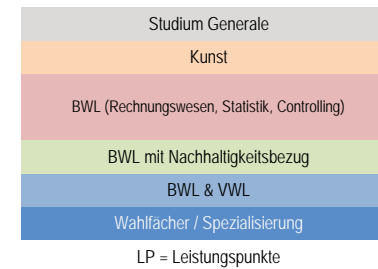 Studium Generale
Kunst
BWL (Rechnungswesen, Statistik, Controlling)
BWL mit Nachhaltigkeitsbezug
BWL & VWL
Wahlfächer / Spezialisierung
LP = Leistungspunkte